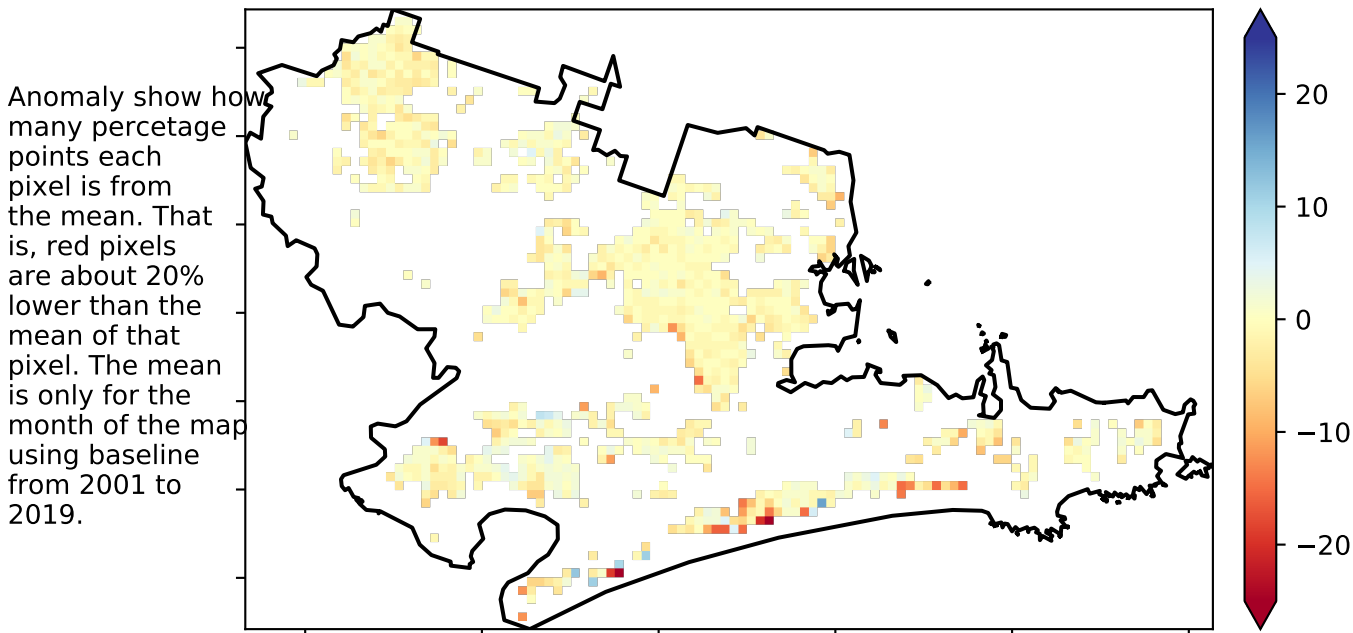 Anomaly show how
many percetage
points each
pixel is from
the mean. That
is, red pixels
are about 20%
lower than the
mean of that
pixel. The mean
is only for the
month of the map
using baseline
from 2001 to
2019.
20
10
0
−10
−20